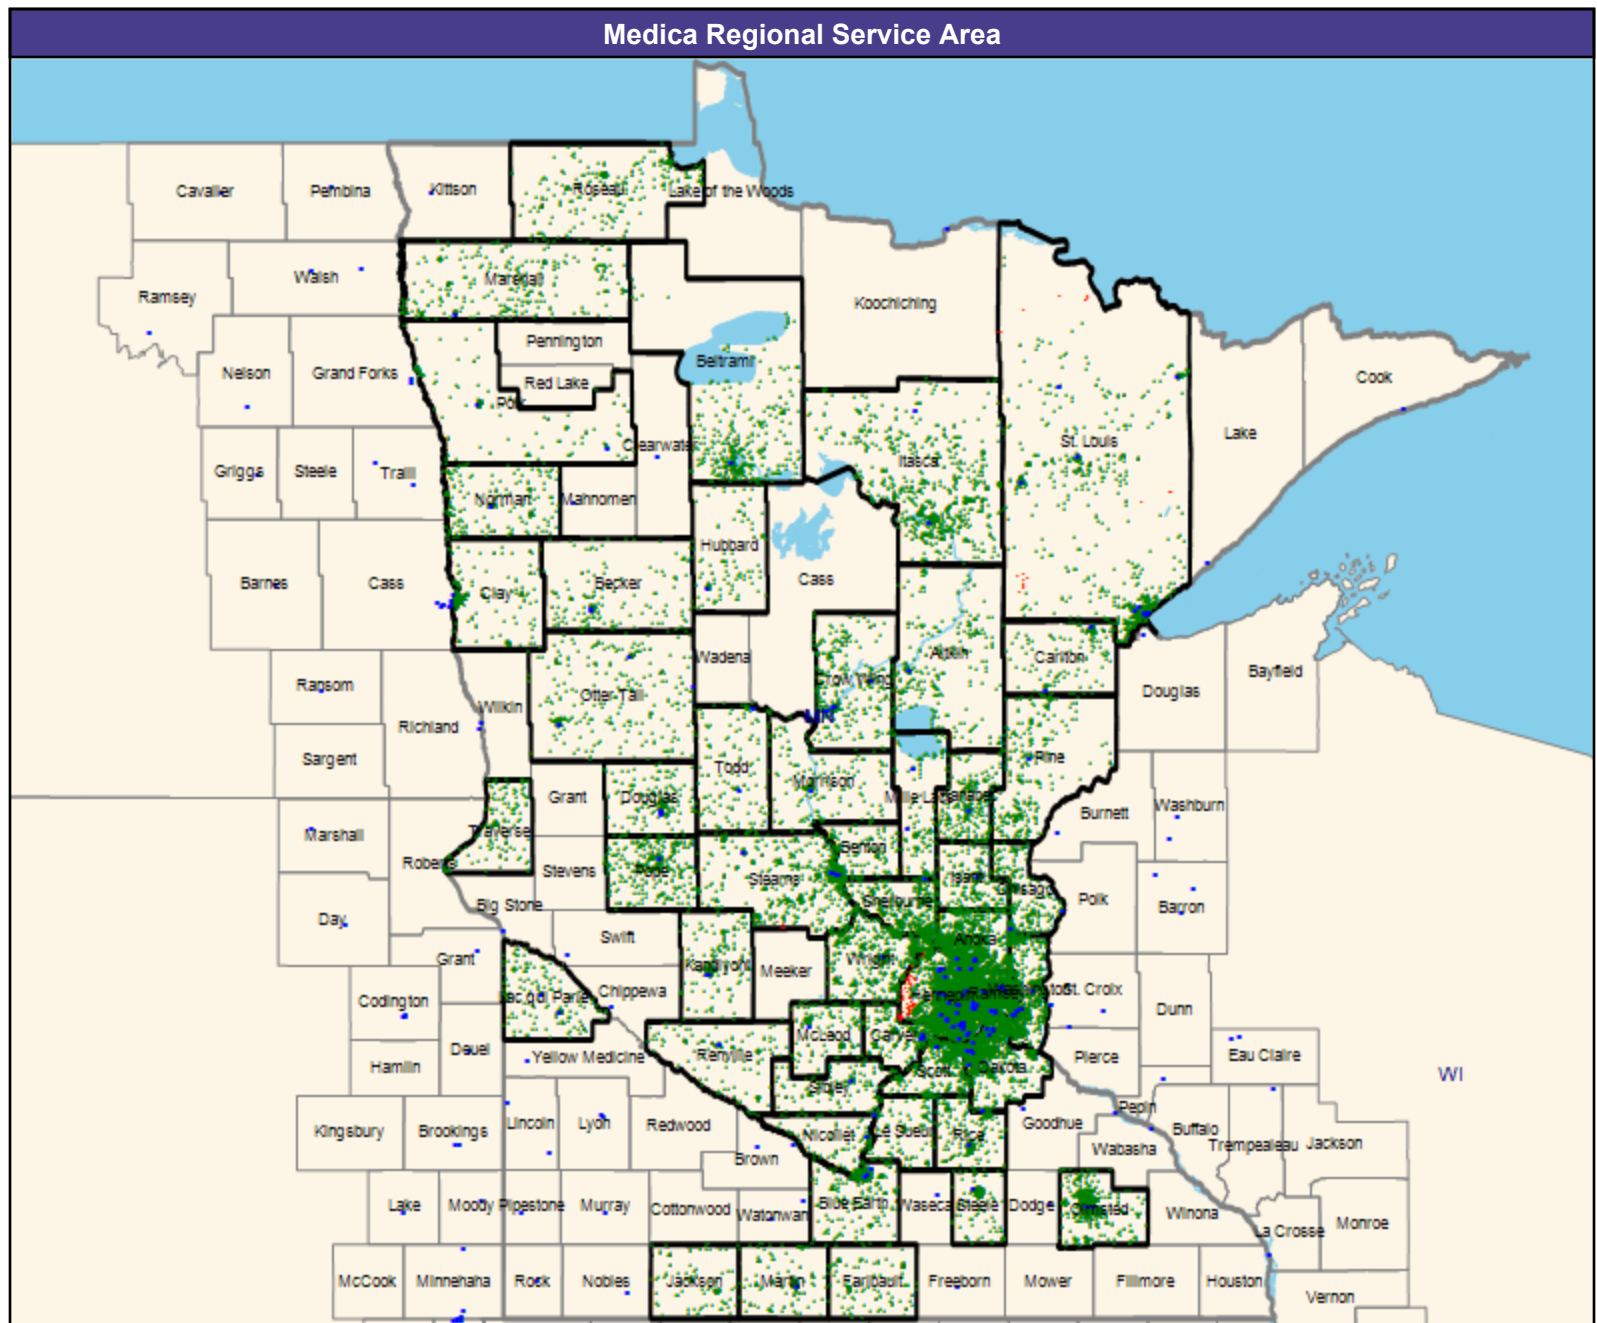 Medica Regional Service Area
Cavalier Pembina Kittson Roseau Lake of the Woods
Ramsey Walsh Marshall Koochiching
Nelson Grand Forks Pennington Beltrami Cook
Red Lake
Polk
Griggs Steele Traill Clearwater Itasca St. Louis Lake
Norman Mahnomen
Barnes Cass Clay Becker Hubbard Cass
Ransom Wadena Aitkin Carlton Bayfield
Richland Wilkin Otter Tail Crow Wing Douglas
MN
Sargent Todd Morrison Pine
Grant Douglas Mille Lacs Kanabec Burnett Washburn
Marshall Traverse
Roberts Stevens Pope Stearns Benton
Day Big Stone Sherburne Isanti Chisago Polk Barron
Grant Swift Kandiyohi Meeker Wright Anoka
Codington Lac qui Parle Chippewa Hennepin Ramsey Washington St. Croix Dunn
Hamlin Deuel Yellow Medicine Renville McLeod Carver Scott Dakota Pierce Eau Claire
WI
Kingsbury Brookings Lincoln Lyon Redwood Sibley Goodhue Pepin Buffalo
Brown Nicollet Le Sueur Rice Wabasha Trempealeau Jackson
Lake Moody Pipestone Murray Cottonwood Watonwan Blue Earth Waseca Steele Dodge Olmsted Winona La Crosse Monroe
McCook Minnehaha Rock Nobles Jackson Martin Faribault Freeborn Mower Fillmore Houston Vernon